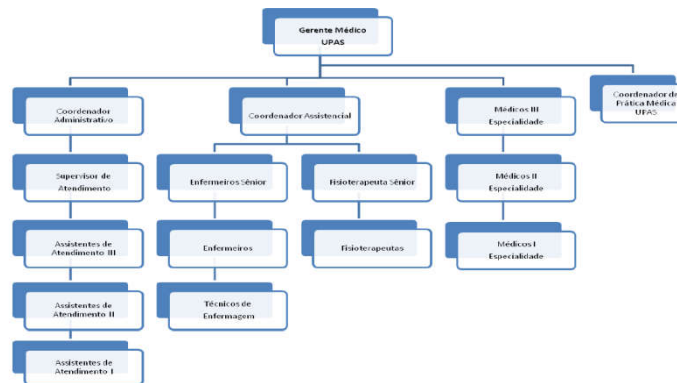 Gerente Médico
UPAS
Coordenador
Administrativo
Coordenador Assistencial
Médicos III
Especialidade
Coordenador de
Prática Médica
UPAS
Supervisor de
Atendimento
Enfermeiros Sênior
Fisioterapeuta Sênior
Médicos II
Especialidade
Assistentes de
Atendimento III
Enfermeiros
Fisioterapeutas
Médicos I
Especialidade
Assistentes de
Atendimento II
Técnicos de
Enfermagem
Assistentes de
Atendimento I